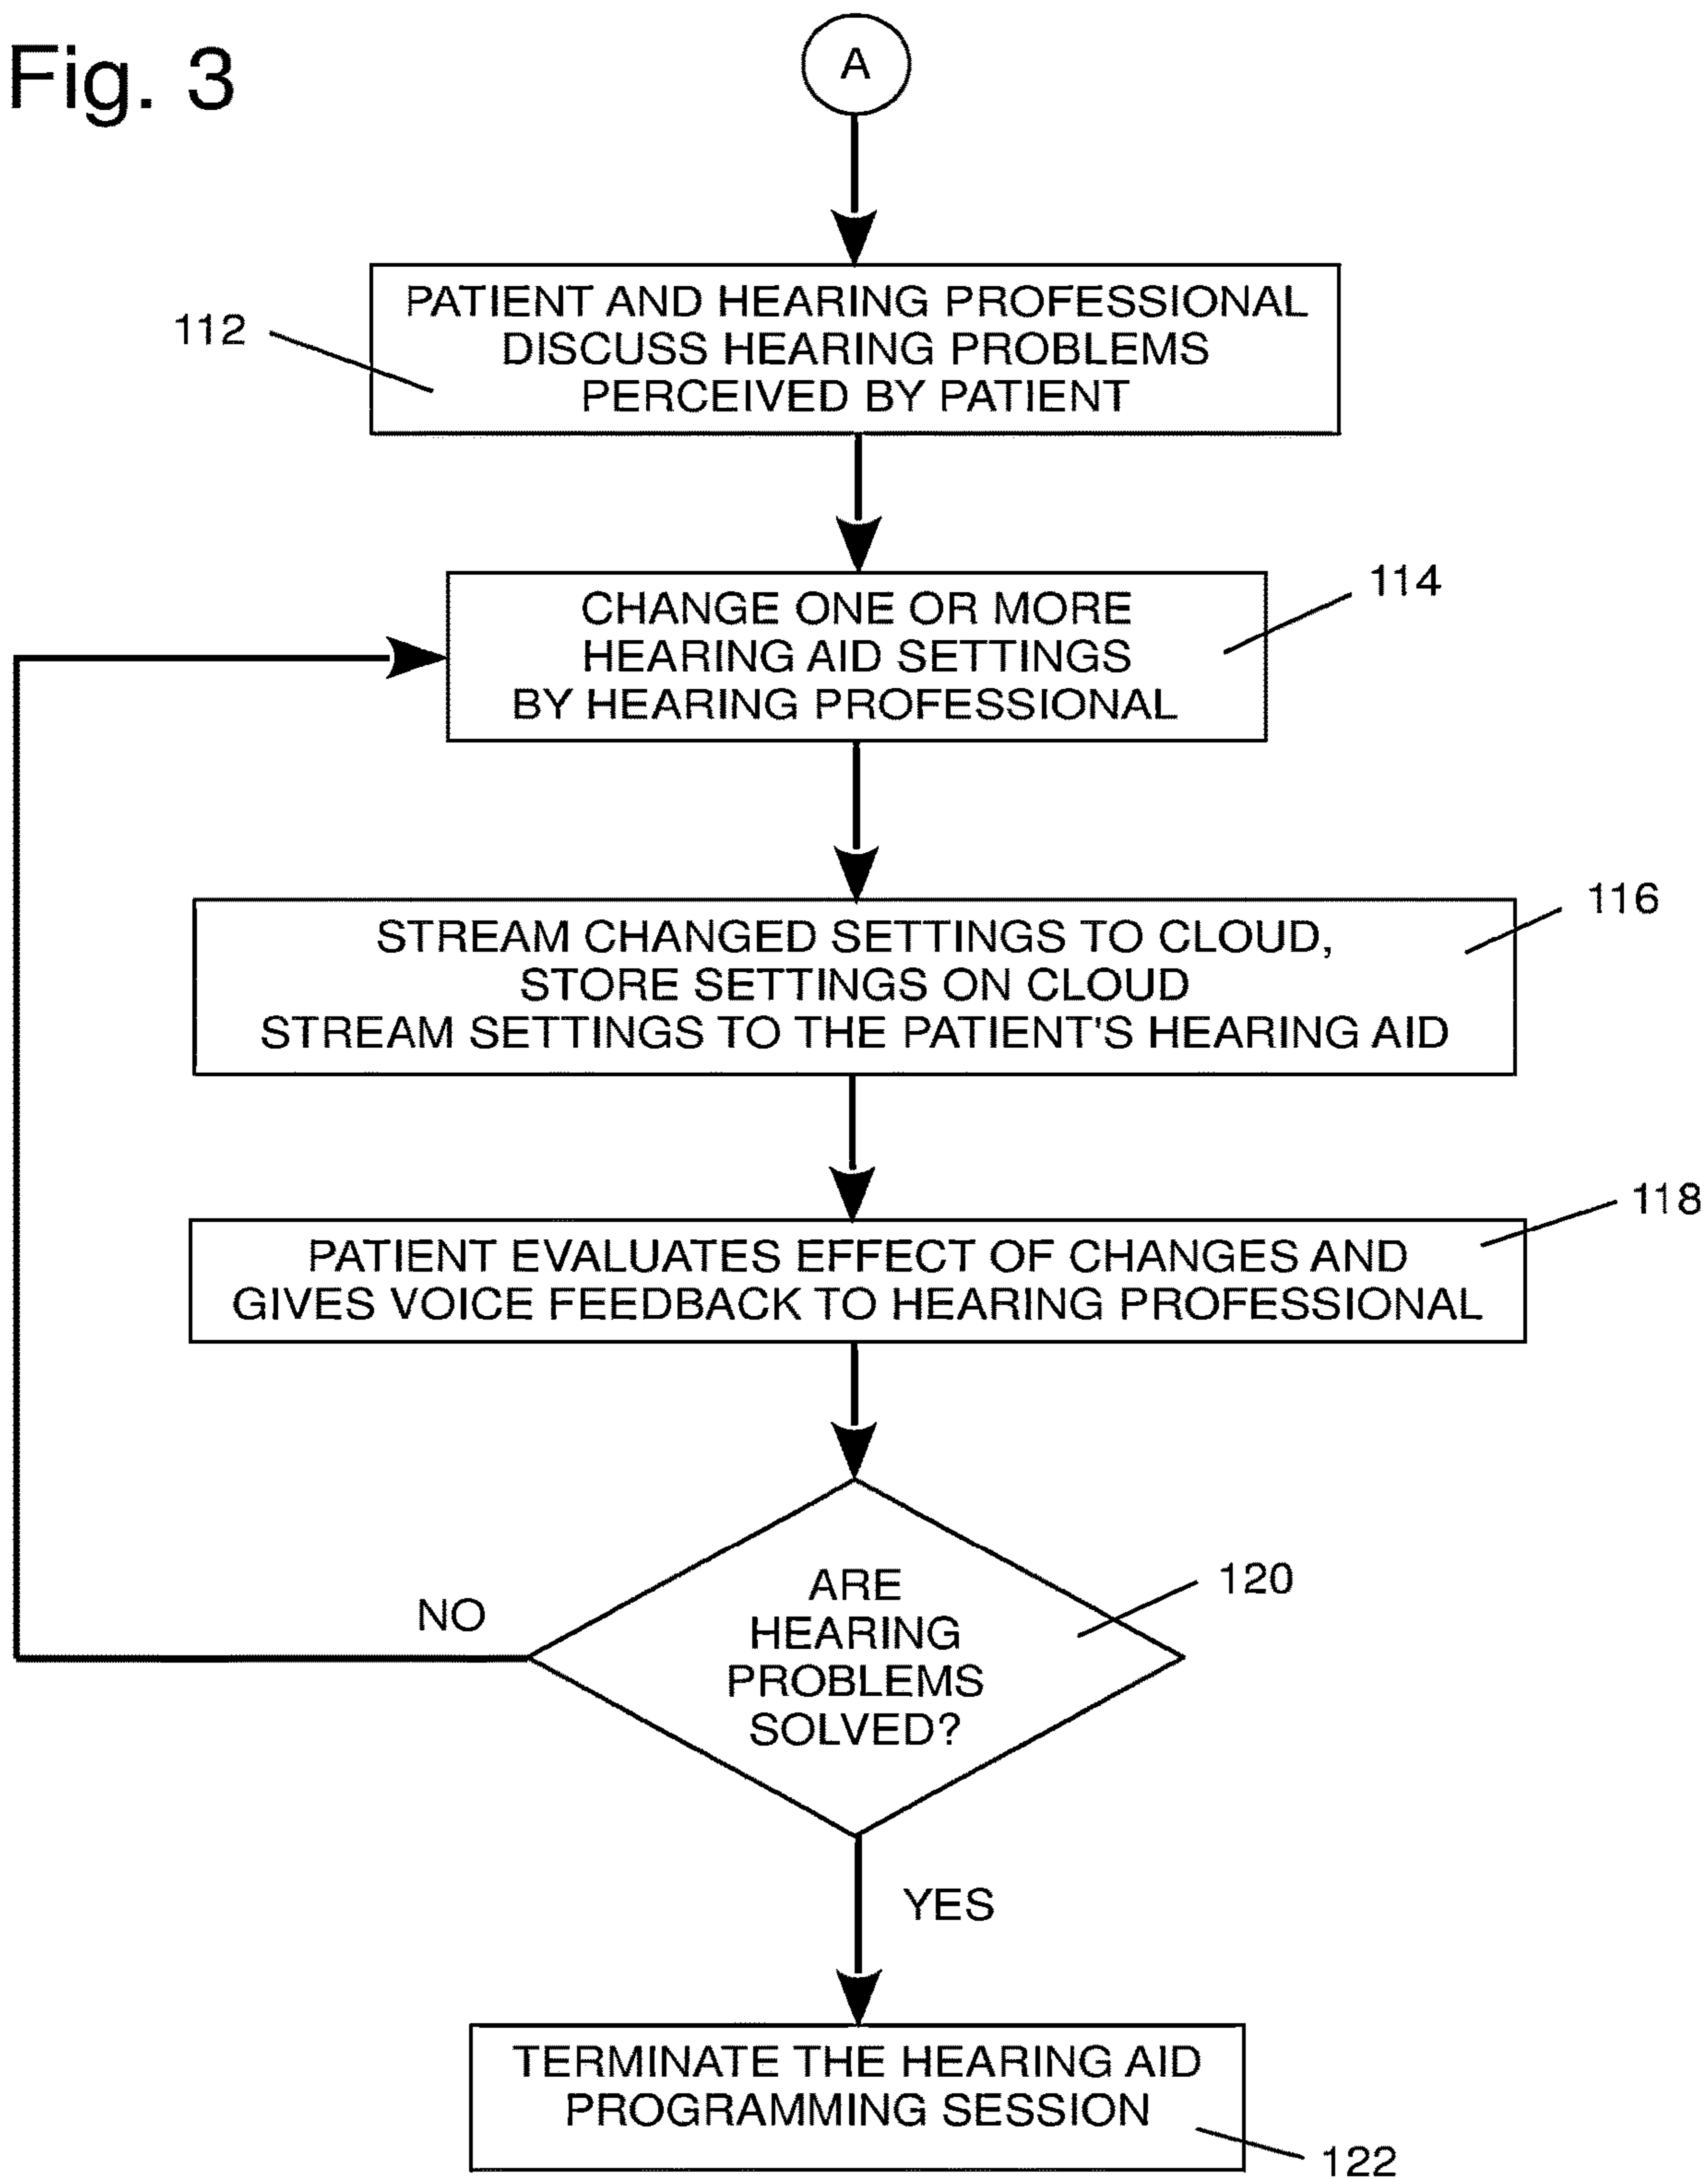 Fig. 3
A
112
PATIENT AND HEARING PROFESSIONAL
DISCUSS HEARING PROBLEMS
PERCEIVED BY PATIENT
114
CHANGE ONE OR MORE
HEARING AID SETTINGS
BY HEARING PROFESSIONAL
116
STREAM CHANGED SETTINGS TO CLOUD,
STORE SETTINGS ON CLOUD
STREAM SETTINGS TO THE PATIENT'S HEARING AID
118
PATIENT EVALUATES EFFECT OF CHANGES AND
GIVES VOICE FEEDBACK TO HEARING PROFESSIONAL
120
ARE
HEARING
PROBLEMS
SOLVED?
NO
YES
TERMINATE THE HEARING AID
PROGRAMMING SESSION
122